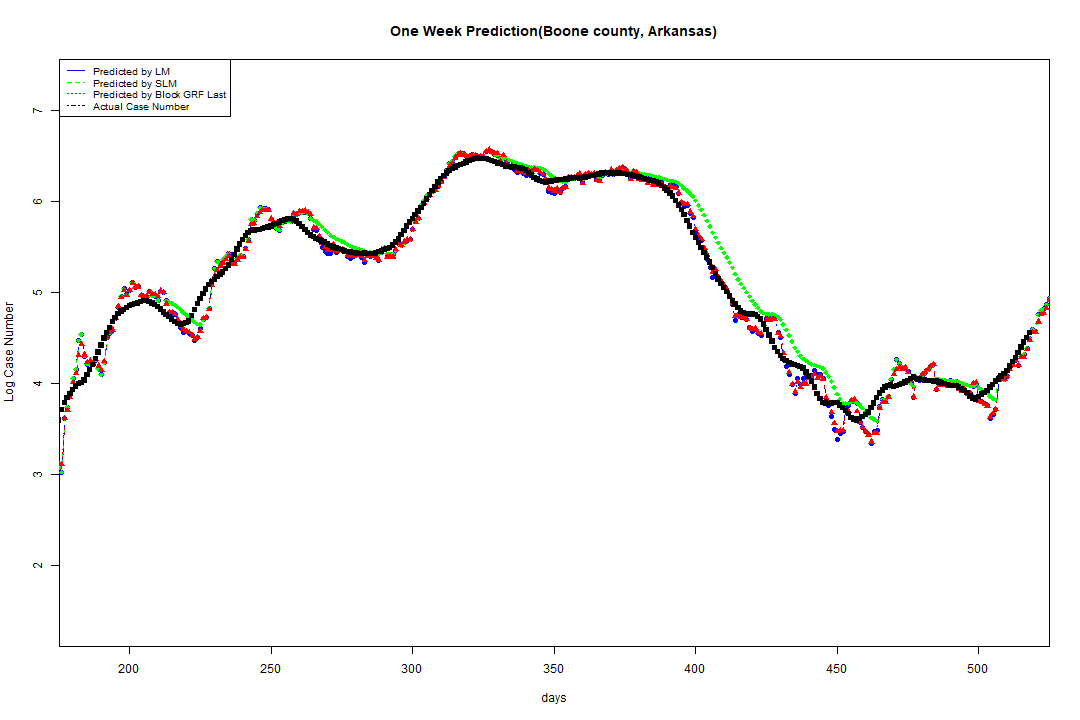 One Week Prediction(Boone county, Arkansas)
Predicted by LM
Predicted by SLM
Predicted by Block GRF Last
Actual Case Number
7
6
5
4
3
2
Log Case Number
200 250 300 350 400 450 500
days